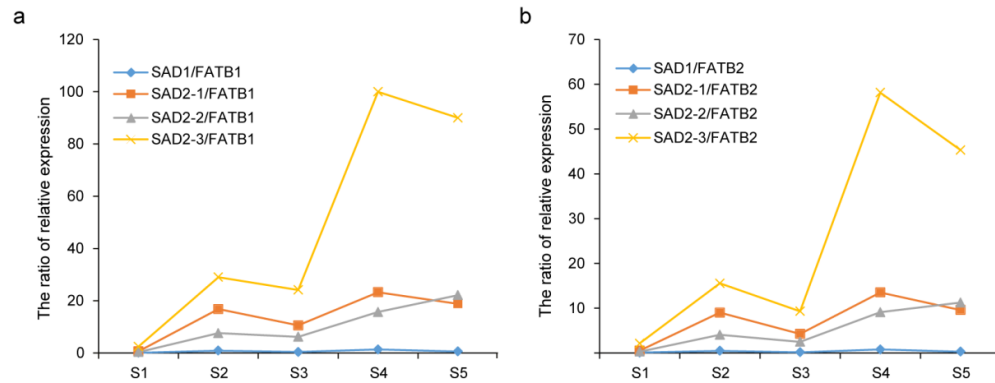 a
The ratio of relative expression
120
100
80
60
40
20
0
SAD1/FATB1
SAD2-1/FATB1
SAD2-2/FATB1
SAD2-3/FATB1
S1 S2 S3 S4 S5
b
The ratio of relative expression
70
60
50
40
30
20
10
SAD1/FATB2
SAD2-1/FATB2
SAD2-2/FATB2
SAD2-3/FATB2
S1 S2 S3 S4 S5